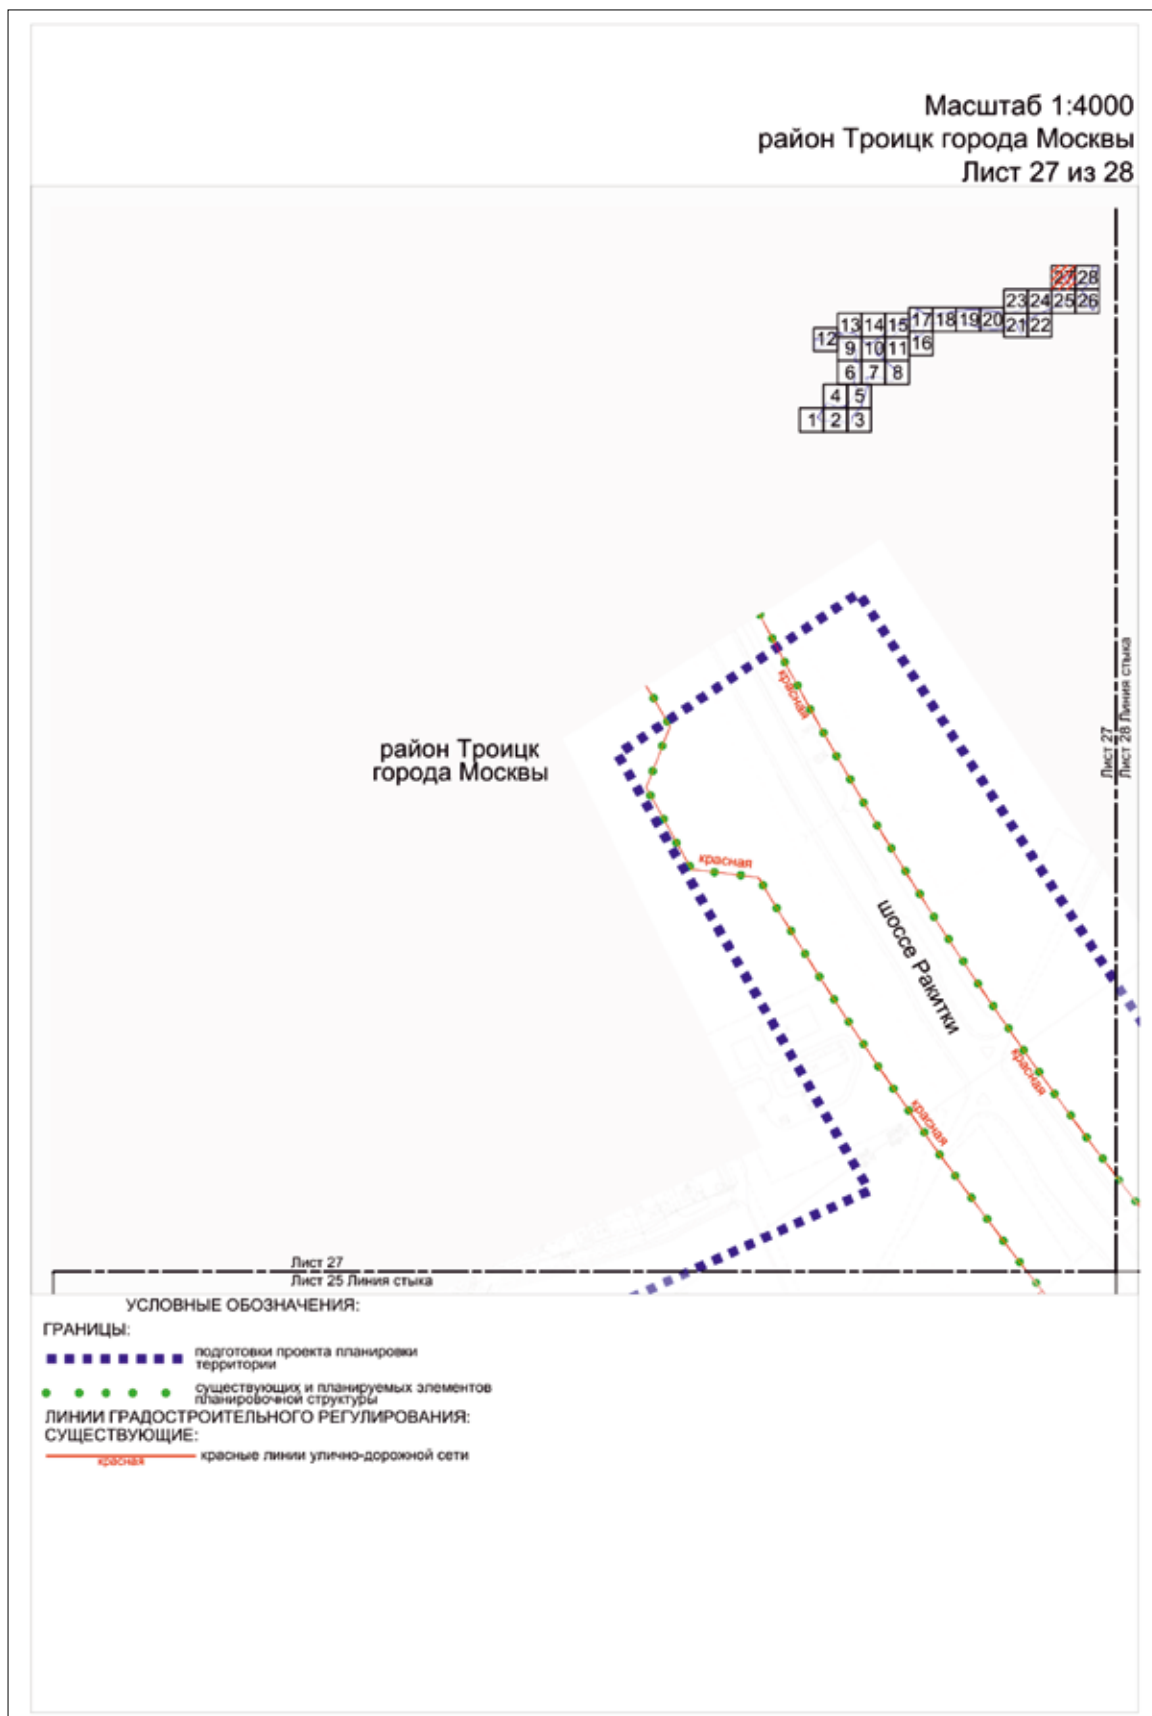 Масштаб 1:4000
район Троицк города Москвы
Лист 27 из 28
27 28
23 24 25 26
17 18 19 20 21 22
13 14 15 16
12 9 10 11
6 7 8
4 5
1 2 3
красная
Лист 27
Лист 28 Линия стыка
район Троицк
города Москвы
красная
шоссе Ракитки
красная
красная
Лист 27
Лист 25 Линия стыка
УСЛОВНЫЕ ОБОЗНАЧЕНИЯ:
ГРАНИЦЫ:
подготовки проекта планировки
территории
существующих и планируемых элементов
планировочной структуры
ЛИНИИ ГРАДОСТРОИТЕЛЬНОГО РЕГУЛИРОВАНИЯ:
СУЩЕСТВУЮЩИЕ:
красная
красные линии улично-дорожной сети